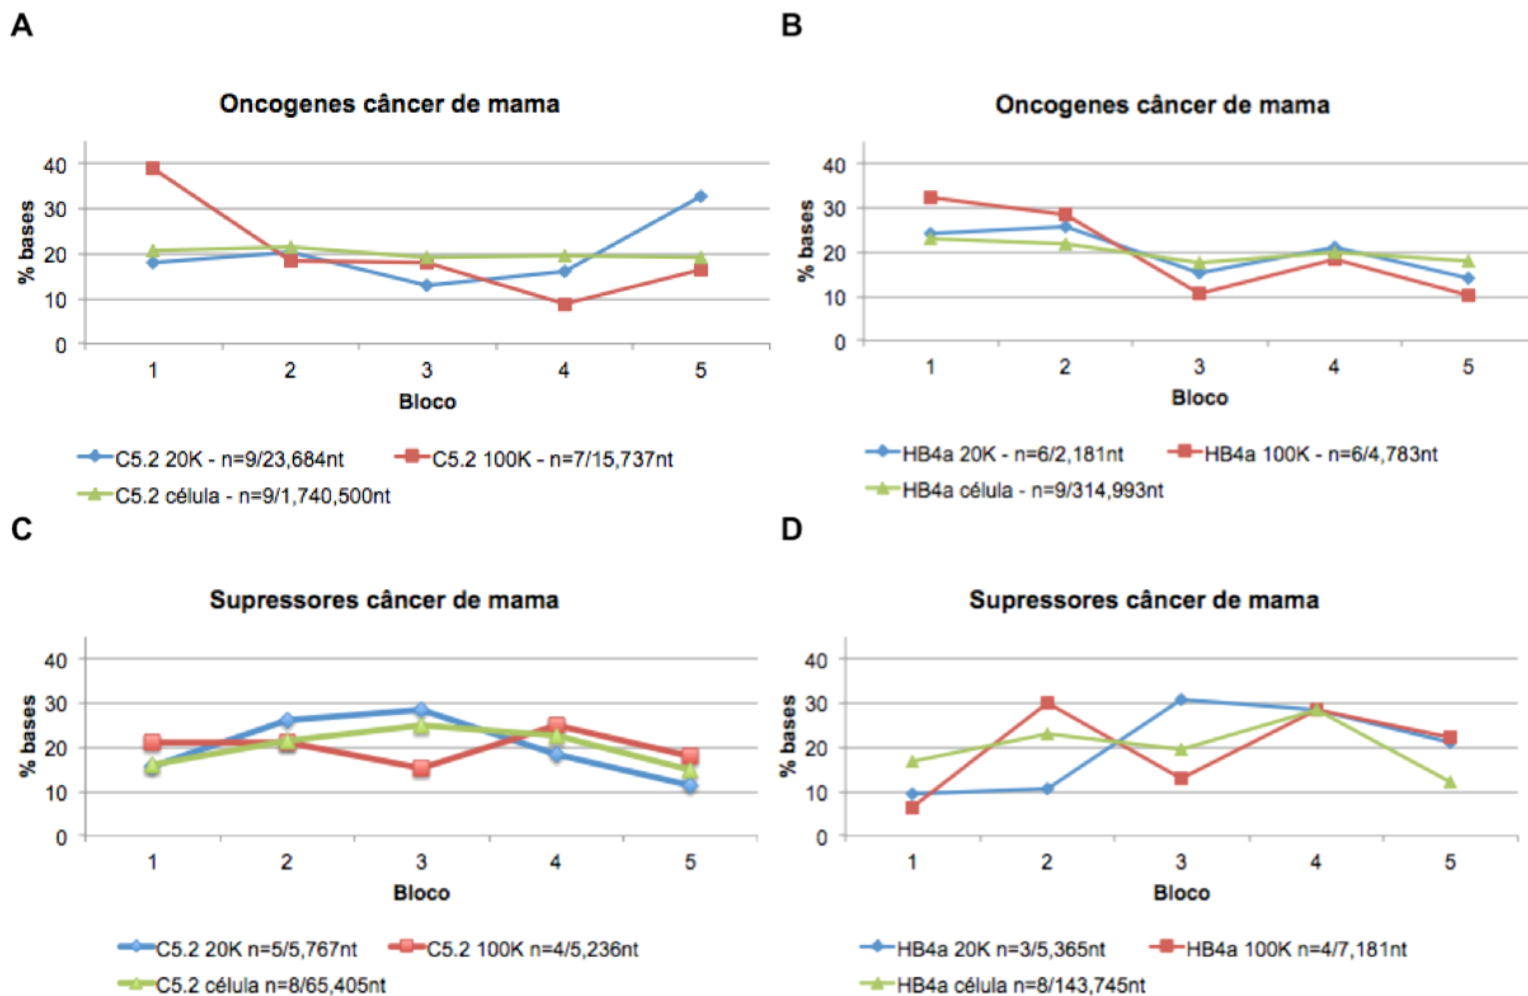 A
Oncogenes câncer de mama
% bases
40
30
20
10
0
1 2 3 4 5
Bloco
C5.2 20K - n=9/23,684nt C5.2 100K - n=7/15,737nt
C5.2 célula - n=9/1,740,500nt
B
Oncogenes câncer de mama
% bases
40
30
20
10
0
1 2 3 4 5
Bloco
HB4a 20K - n=6/2,181nt HB4a 100K - n=6/4,783nt
HB4a célula - n=9/314,993nt
C
Supressores câncer de mama
% bases
40
30
20
10
0
1 2 3 4 5
Bloco
C5.2 20K n=5/5,767nt C5.2 100K n=4/5,236nt
C5.2 célula n=8/65,405nt
D
Supressores câncer de mama
% bases
40
30
20
10
0
1 2 3 4 5
Bloco
HB4a 20K n=3/5,365nt HB4a 100K n=4/7,181nt
HB4a célula n=8/143,745nt